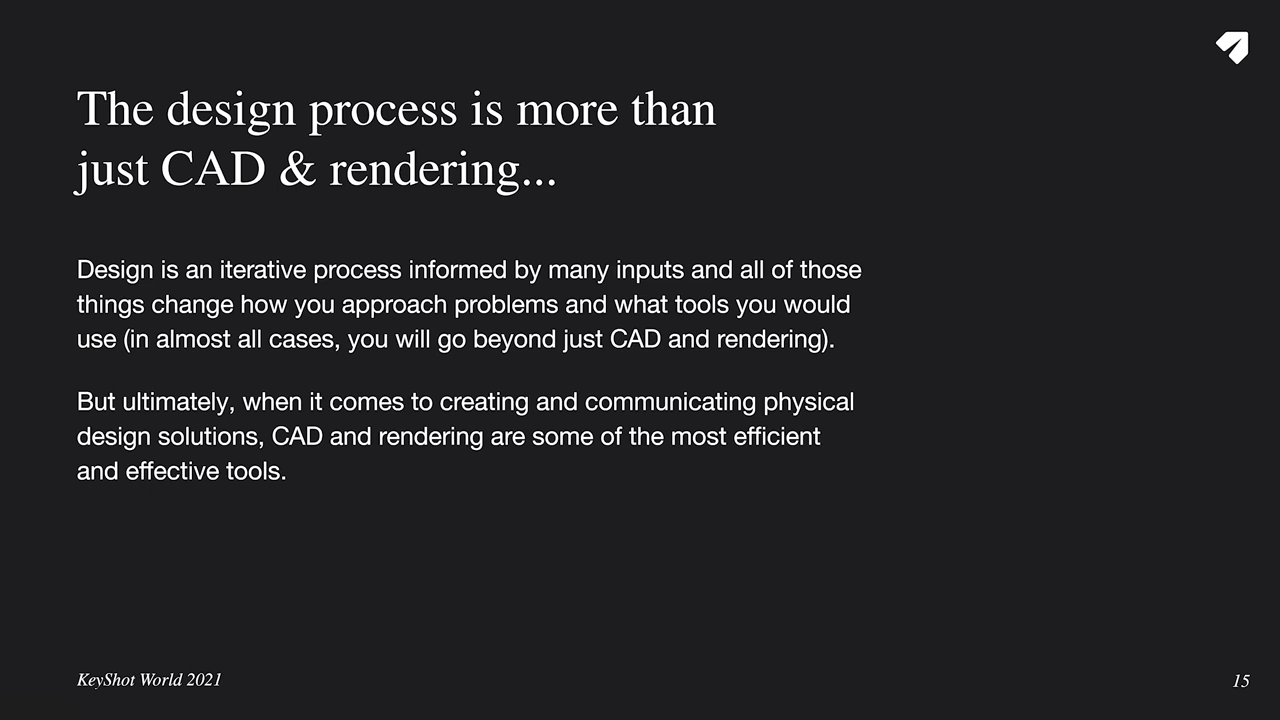 The design process is more than
just CAD & rendering...
Design is an iterative process informed by many inputs and all of those
things change how you approach problems and what tools you would
use (in almost all cases, you will go beyond just CAD and rendering).
But ultimately, when it comes to creating and communicating physical
design solutions, CAD and rendering are some of the most efficient
and effective tools.
KeyShot World 2021
15